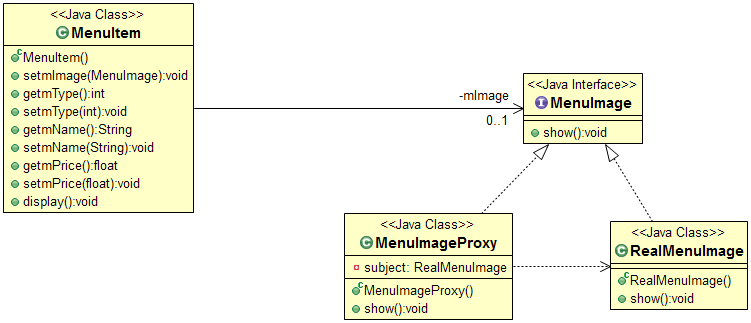 <<Java Class>>
MenuItem
MenuItem()
setmImage(MenuImage):void
getmType():int
setmType(int):void
getmName():String
setmName(String):void
getmPrice():float
setmPrice(float):void
display():void
-mImage
0..1
<<Java Interface>>
MenuImage
show():void
<<Java Class>>
MenuImageProxy
subject: RealMenuImage
MenuImageProxy()
show():void
<<Java Class>>
RealMenuImage
RealMenuImage()
show():void